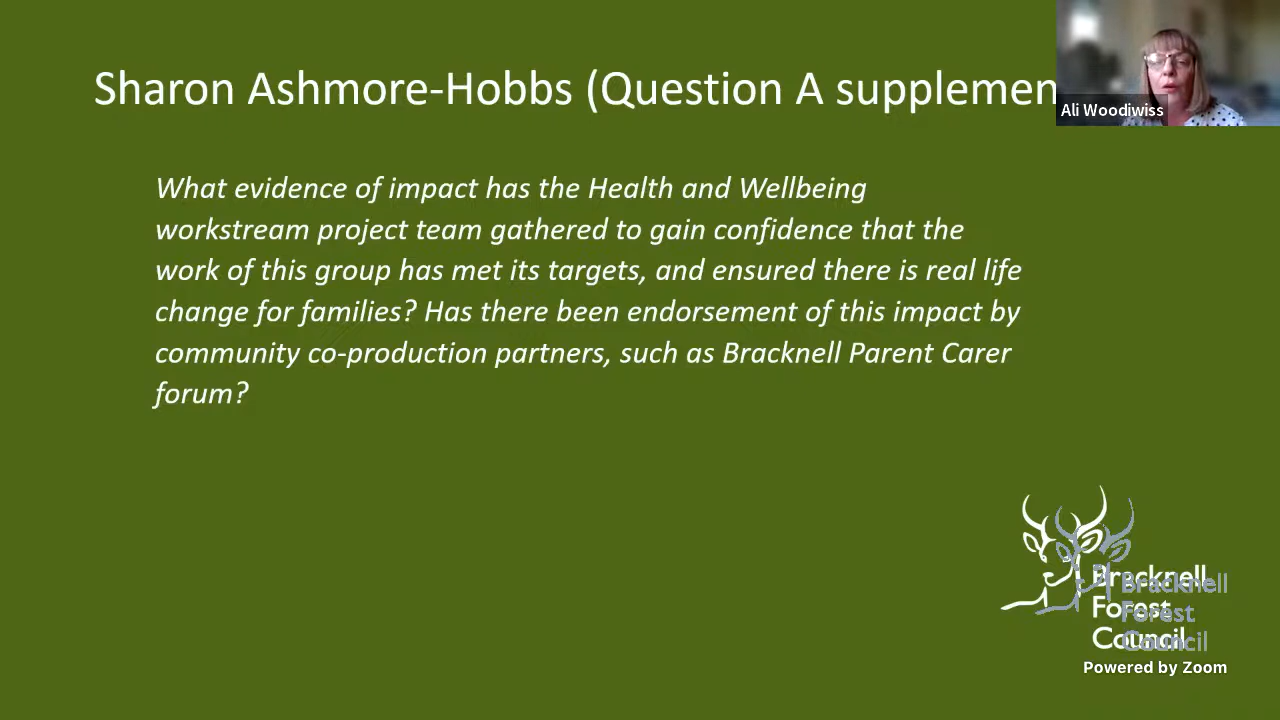 Sharon Ashmore-Hobbs (Question A supplemen
Ali Woodiwiss
What evidence of impact has the Health and Wellbeing
workstream project team gathered to gain confidence that the
work of this group has met its targets, and ensured there is real life
change for families? Has there been endorsement of this impact by
community co-production partners, such as Bracknell Parent Carer
forum?
Bracknell
Forest
Council
Bracknell
Forest
Council
Powered by Zoom